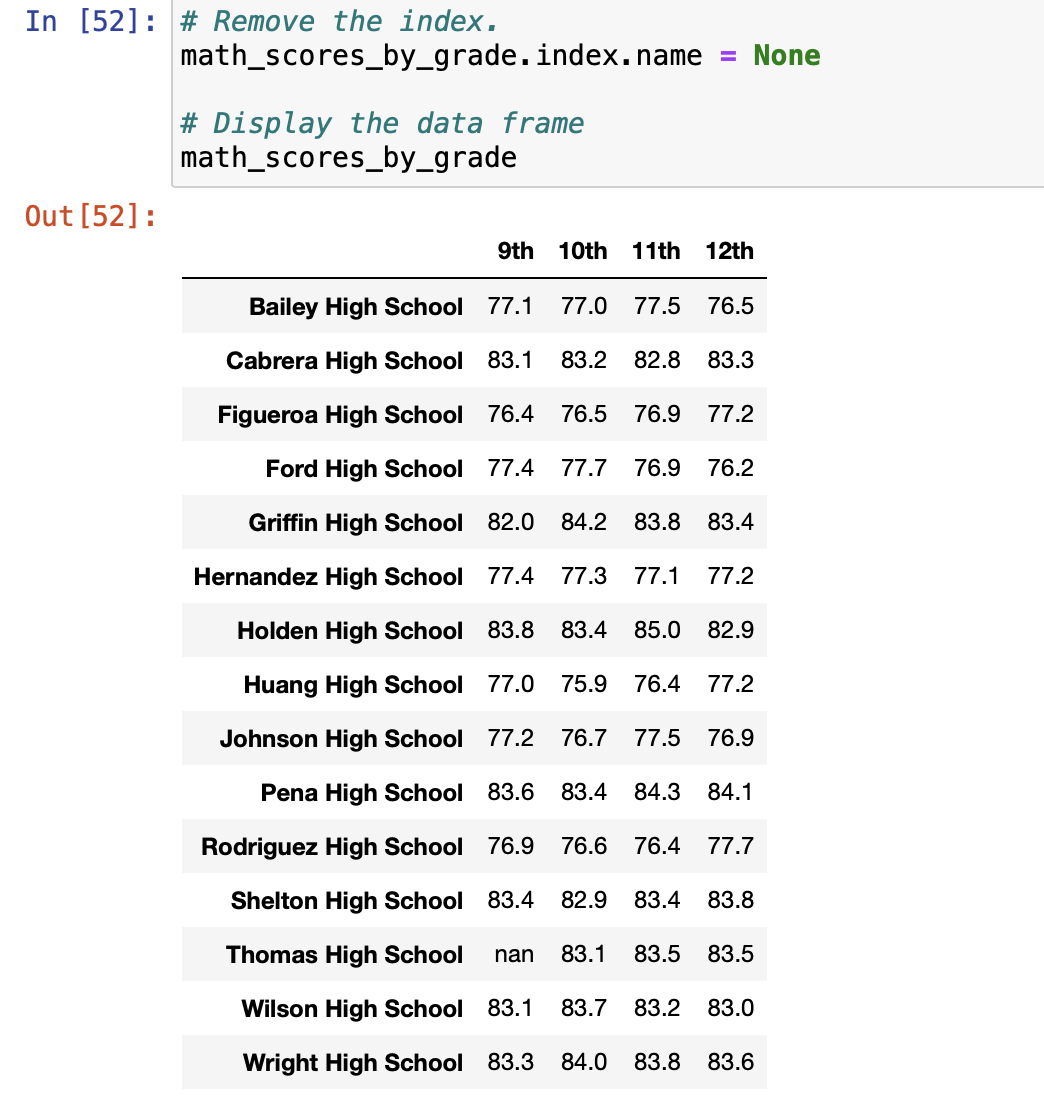 In [52]: # Remove the index.
math_scores_by_grade.index.name = None
# Display the data frame
math_scores_by_grade
Out[52]:
9th 10th 11th 12th
Bailey High School 77.1 77.0 77.5 76.5
Cabrera High School 83.1 83.2 82.8 83.3
Figueroa High School 76.4 76.5 76.9 77.2
Ford High School 77.4 77.7 76.9 76.2
Griffin High School 82.0 84.2 83.8 83.4
Hernandez High School 77.4 77.3 77.1 77.2
Holden High School 83.8 83.4 85.0 82.9
Huang High School 77.0 75.9 76.4 77.2
Johnson High School 77.2 76.7 77.5 76.9
Pena High School 83.6 83.4 84.3 84.1
Rodriguez High School 76.9 76.6 76.4 77.7
Shelton High School 83.4 82.9 83.4 83.8
Thomas High School nan 83.1 83.5 83.5
Wilson High School 83.1 83.7 83.2 83.0
Wright High School 83.3 84.0 83.8 83.6